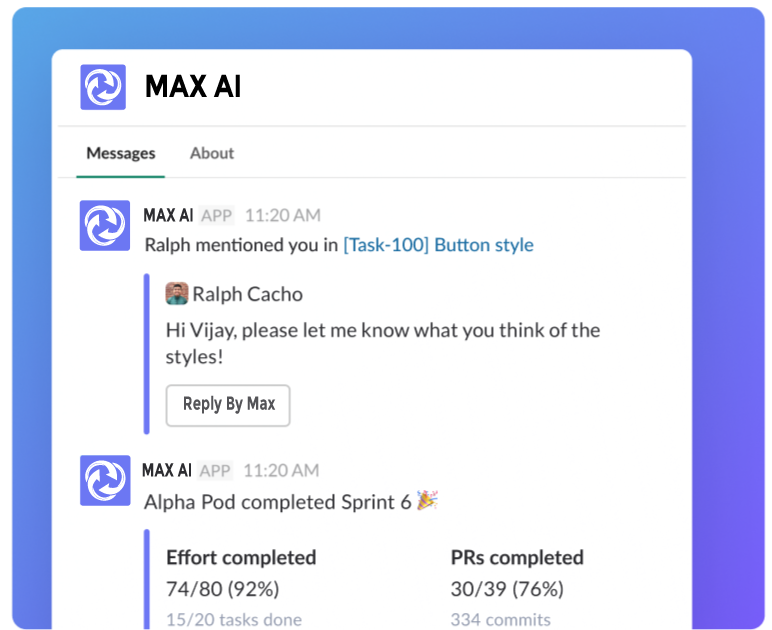 MAX AI
Messages About
MAX AI APP 11:20 AM
Ralph mentioned you in [Task-100] Button style
Ralph Cacho
Hi Vijay, please let me know what you think of the
styles!
Reply By Max
MAX AI APP 11:20 AM
Alpha Pod completed Sprint 6 🎉
Effort completed PRs completed
74/80 (92%) 30/39 (76%)
15/20 tasks done 334 commits